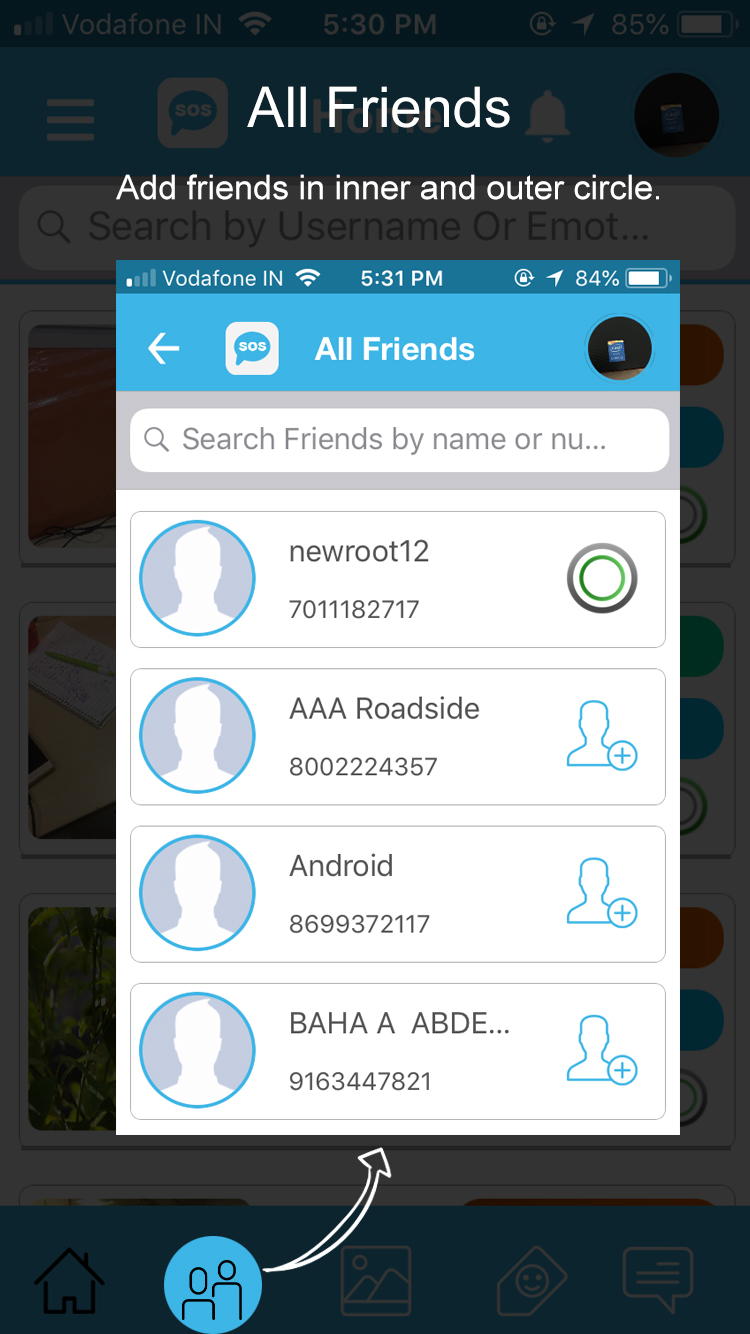 Vodafone IN 5:30 PM 85%
sos All Friends
Add friends in inner and outer circle.
Search by Username Or Emot...
Vodafone IN 5:31 PM 84%
sos All Friends
Search Friends by name or nu...
newroot12
7011182717
AAA Roadside
8002224357
Android
8699372117
BAHA A ABDE...
9163447821